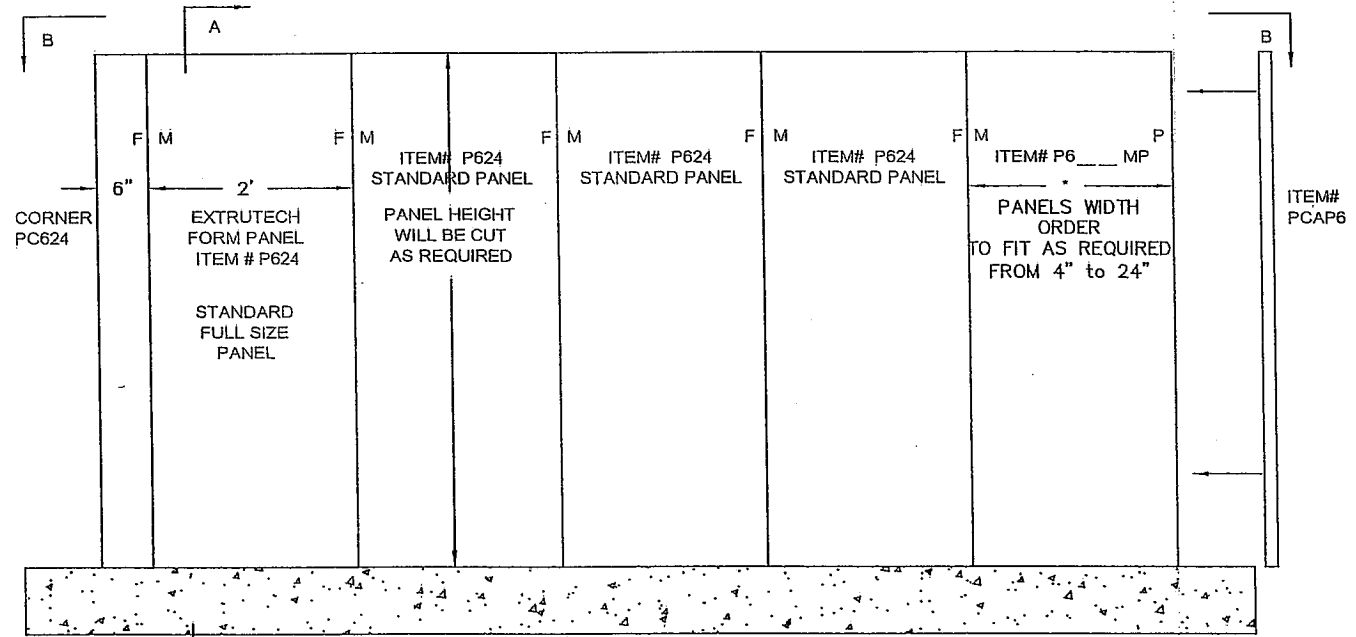 B
A
B
F
M
F
M
F
M
F
M
F
M
P
6"
2'
CORNER
PC624
EXTRUTECH
FORM PANEL
ITEM # P624
STANDARD
FULL SIZE
PANEL
ITEM# P624
STANDARD PANEL
PANEL HEIGHT
WILL BE CUT
AS REQUIRED
ITEM# P624
STANDARD PANEL
ITEM# P624
STANDARD PANEL
ITEM# P6__ __ MP
*
PANELS WIDTH
ORDER
TO FIT AS REQUIRED
FROM 4" to 24"
ITEM#
PCAP6